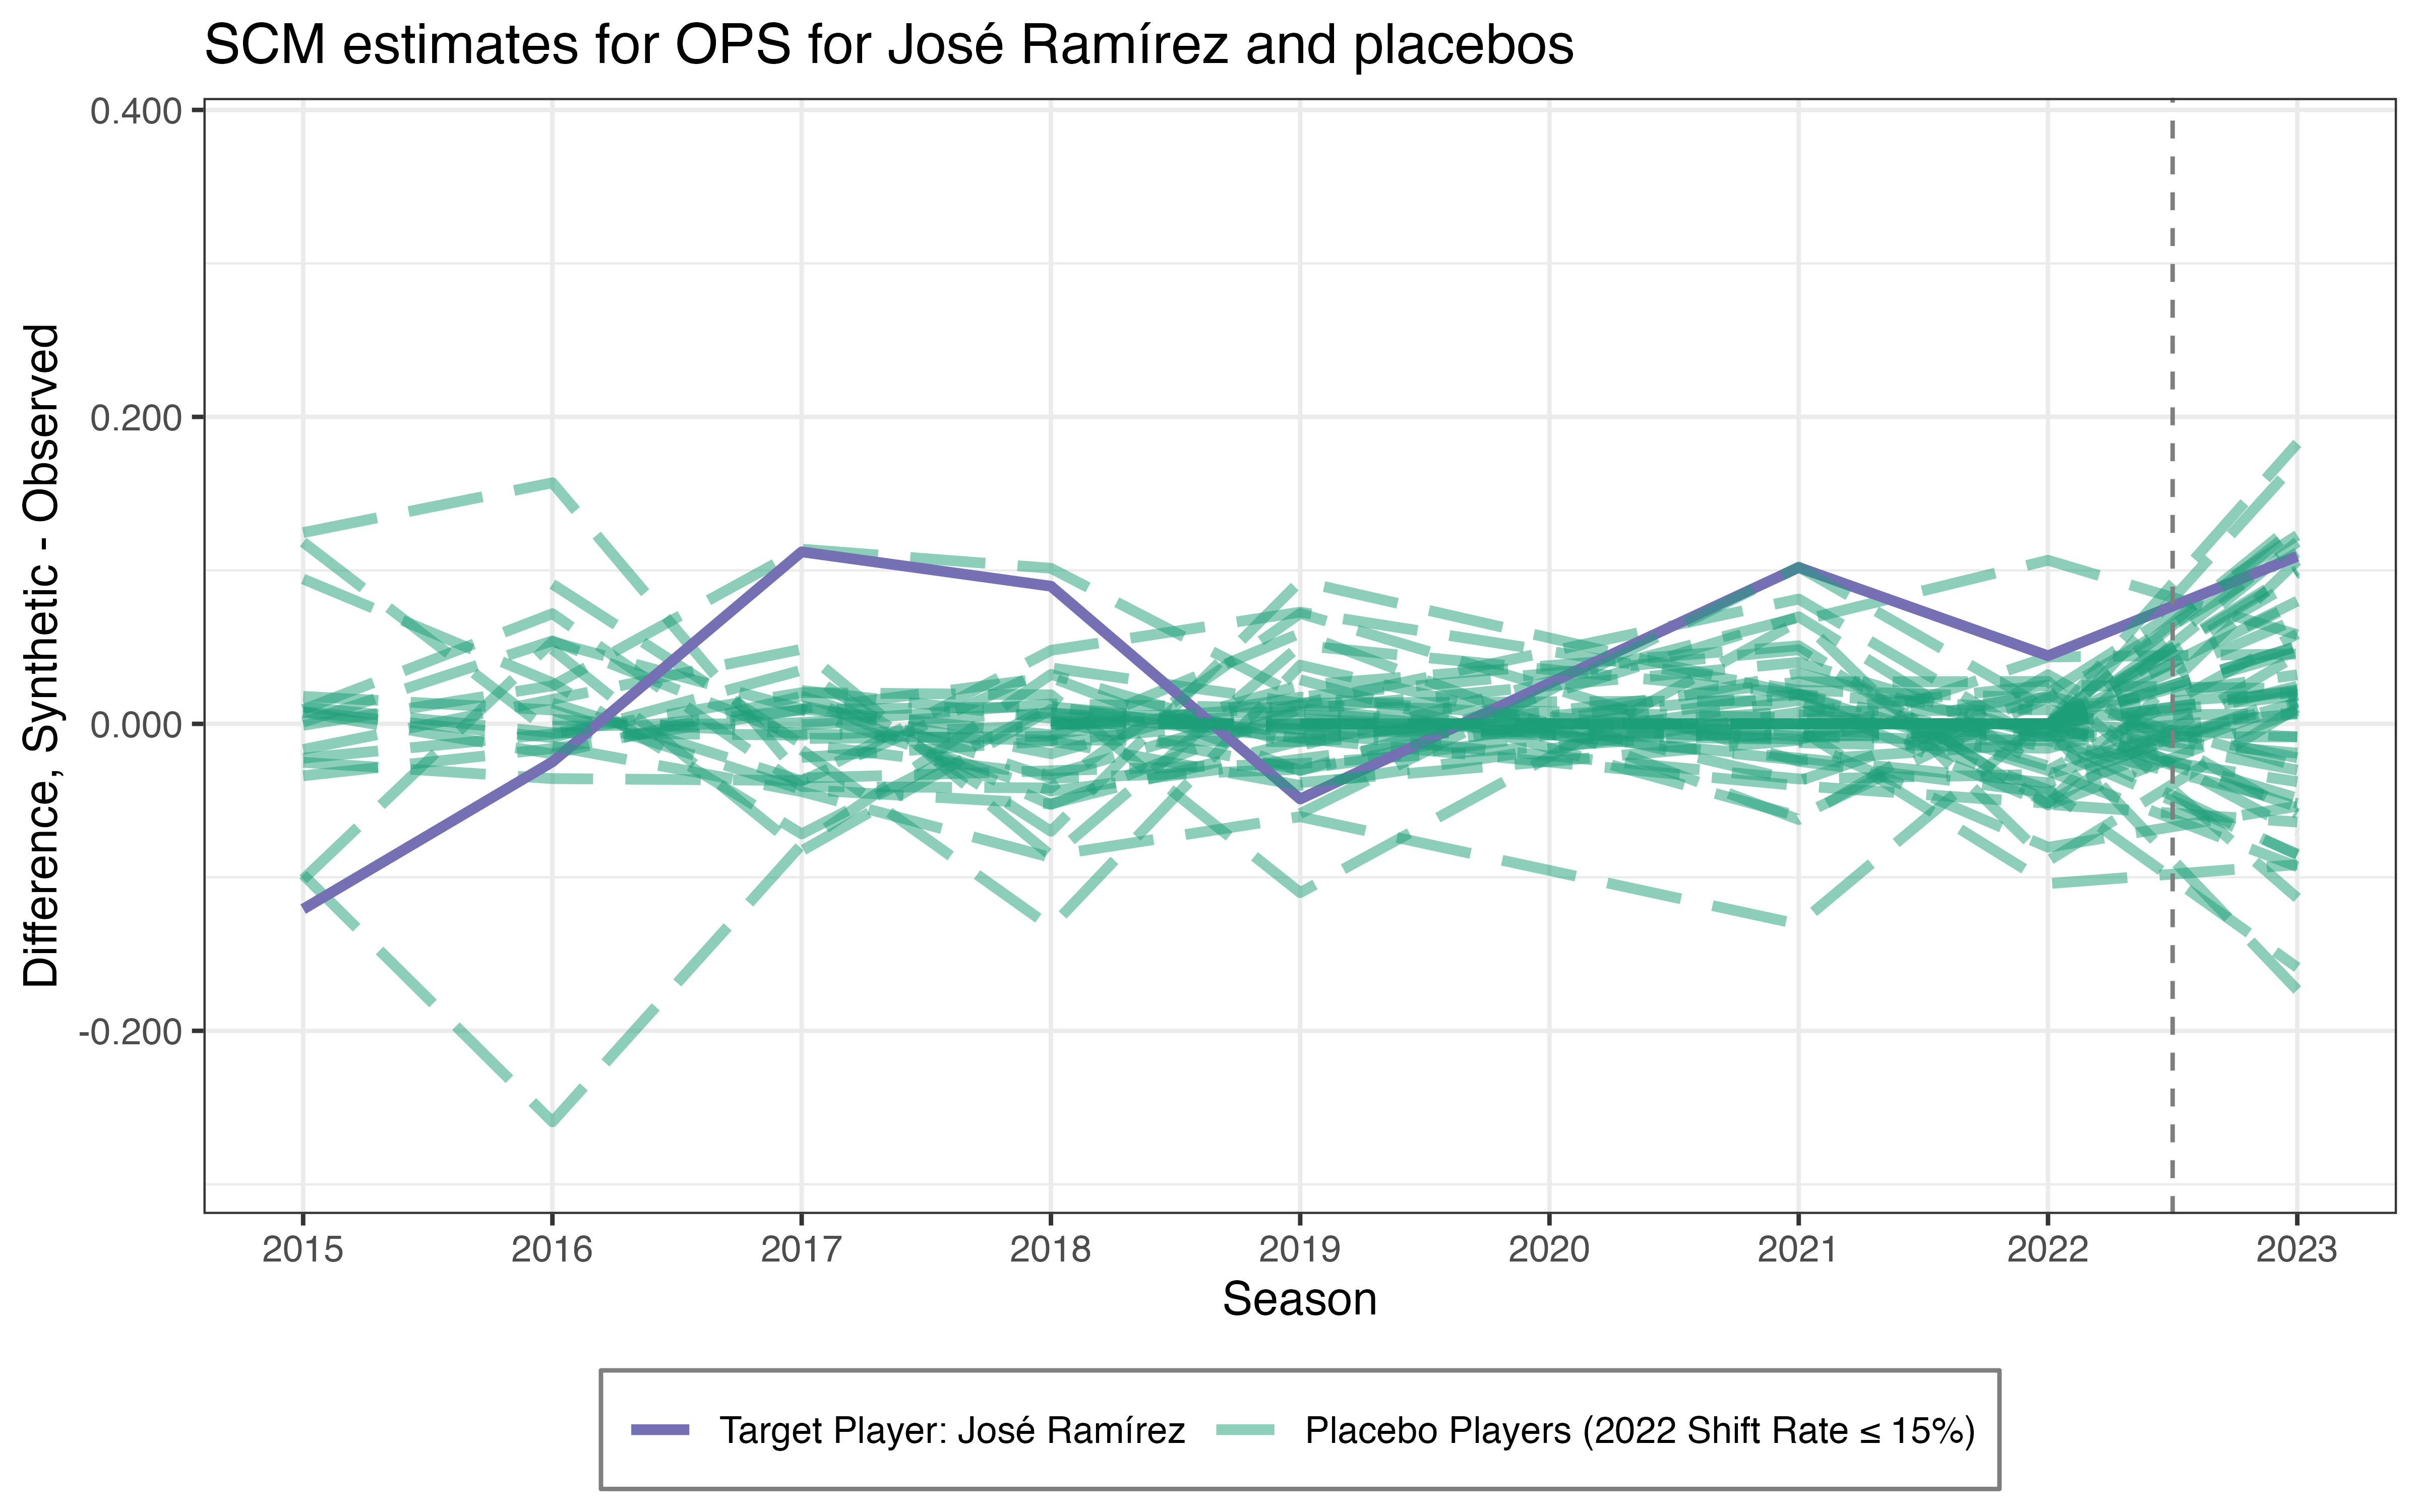 SCM estimates for OPS for José Ramírez and placebos
Difference, Synthetic - Observed
0.400
0.200
0.000
-0.200
2015 2016 2017 2018 2019 2020 2021 2022 2023
Season
Target Player: José Ramírez Placebo Players (2022 Shift Rate ≤ 15%)